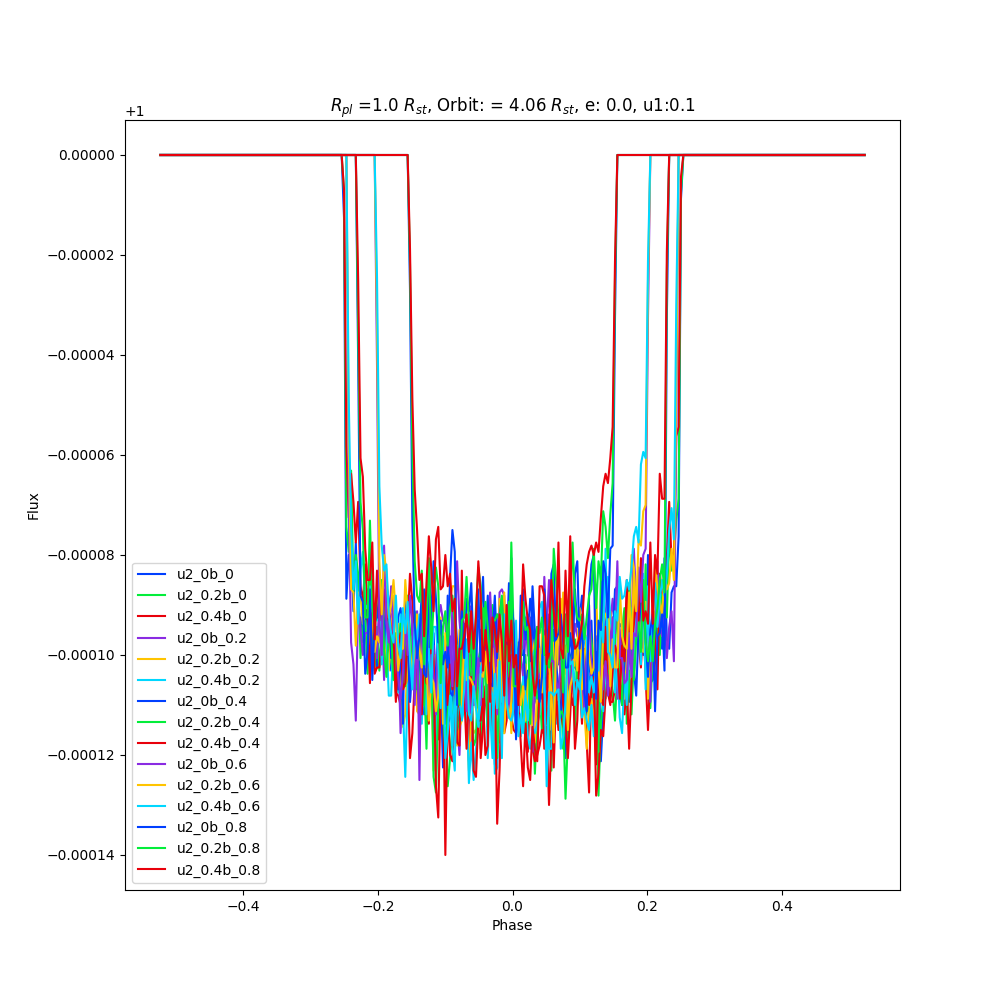 R_pl =1.0 R_st, Orbit: = 4.06 R_st, e: 0.0, u1:0.1
+1
0.00000
−0.00002
−0.00004
−0.00006
−0.00008
−0.00010
−0.00012
−0.00014
Flux
u2_0b_0
u2_0.2b_0
u2_0.4b_0
u2_0b_0.2
u2_0.2b_0.2
u2_0.4b_0.2
u2_0b_0.4
u2_0.2b_0.4
u2_0.4b_0.4
u2_0b_0.6
u2_0.2b_0.6
u2_0.4b_0.6
u2_0b_0.8
u2_0.2b_0.8
u2_0.4b_0.8
−0.4 −0.2 0.0 0.2 0.4
Phase